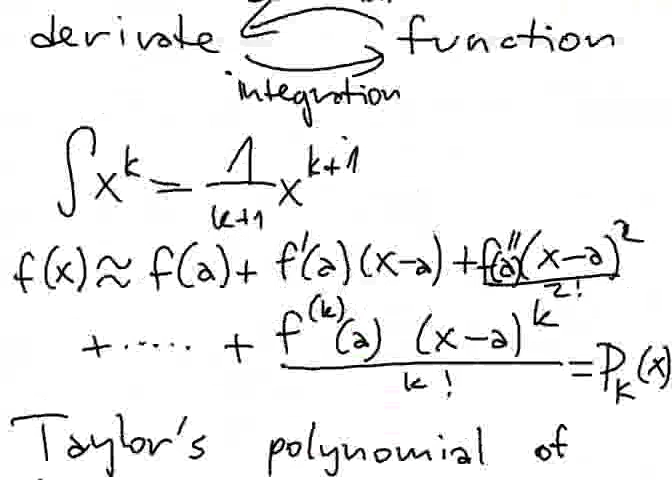 derivate function
integration
∫x^k = 1/(k+1) x^(k+1)
f(x) ≈ f(a) + f'(a)(x-a) + f''(a)(x-a)^2/2!
+ ..... + f^(k)(a) (x-a)^k/k! = P_k(x)
Taylor's polynomial of